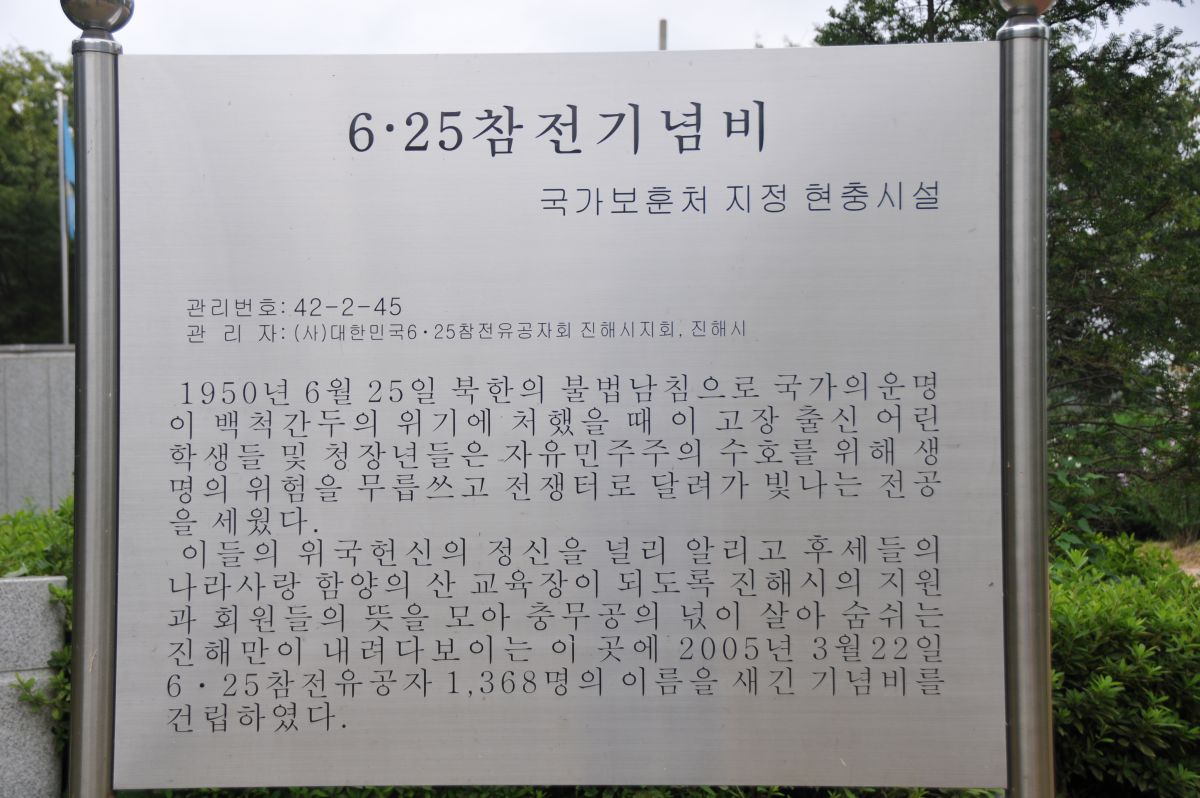 6·25참전기념비
국가보훈처 지정 현충시설
관리번호: 42-2-45
관 리 자: (사)대한민국6·25참전유공자회 진해시지회, 진해시
1950년 6월 25일 북한의 불법남침으로 국가의운명
이 백척간두의 위기에 처했을 때 이 고장 출신 어린
학생들 및 청장년들은 자유민주주의 수호를 위해 생
명의 위험을 무릅쓰고 전쟁터로 달려가 빛나는 전공
을 세웠다.
이들의 위국헌신의 정신을 널리 알리고 후세들의
나라사랑 함양의 산 교육장이 되도록 진해시의 지원
과 회원들의 뜻을 모아 충무공의 넋이 살아 숨쉬는
진해만이 내려다보이는 이 곳에 2005년 3월22일
6·25참전유공자 1,368명의 이름을 새긴 기념비를
건립하였다.